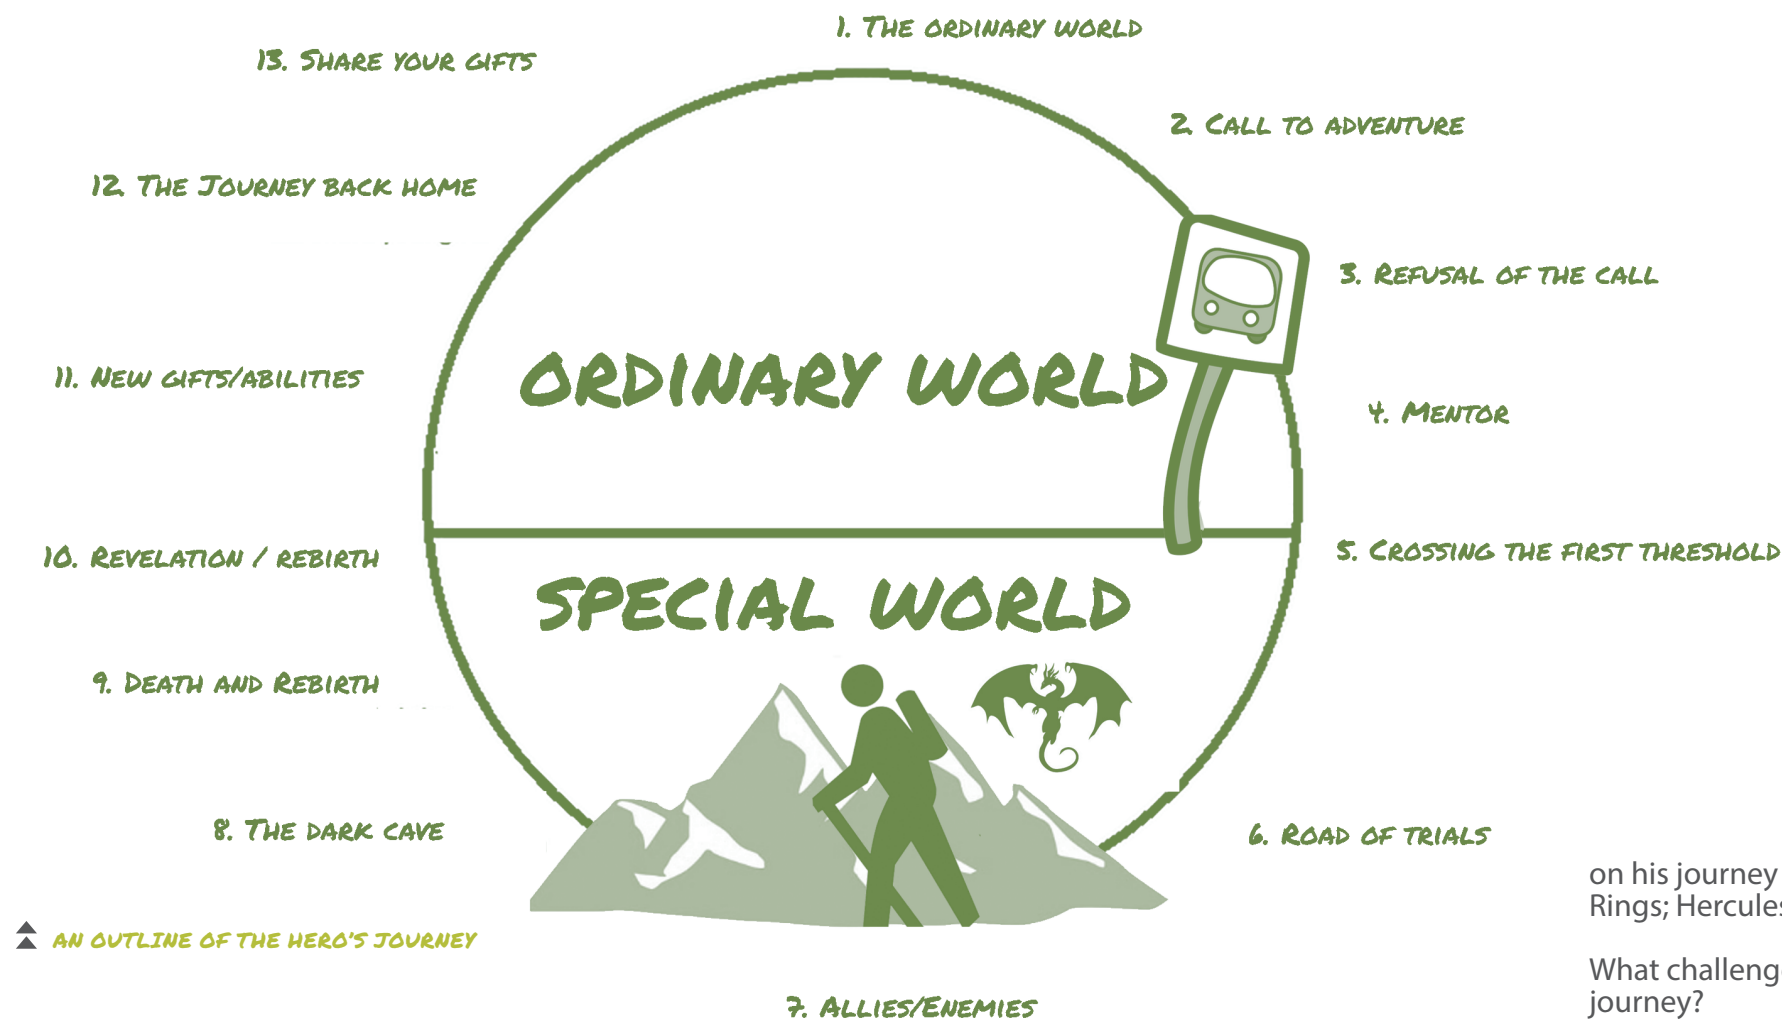 1. The ordinary world
13. Share your gifts
2. Call to adventure
12. The Journey back home
3. Refusal of the call
Ordinary World
11. New gifts/abilities
4. Mentor
5. Crossing the first threshold
10. Revelation / rebirth
Special World
9. Death and Rebirth
8. The dark cave
6. Road of trials
on his journey
Rings; Hercules
An outline of the hero's journey
What challeng
journey?
7. Allies/Enemies